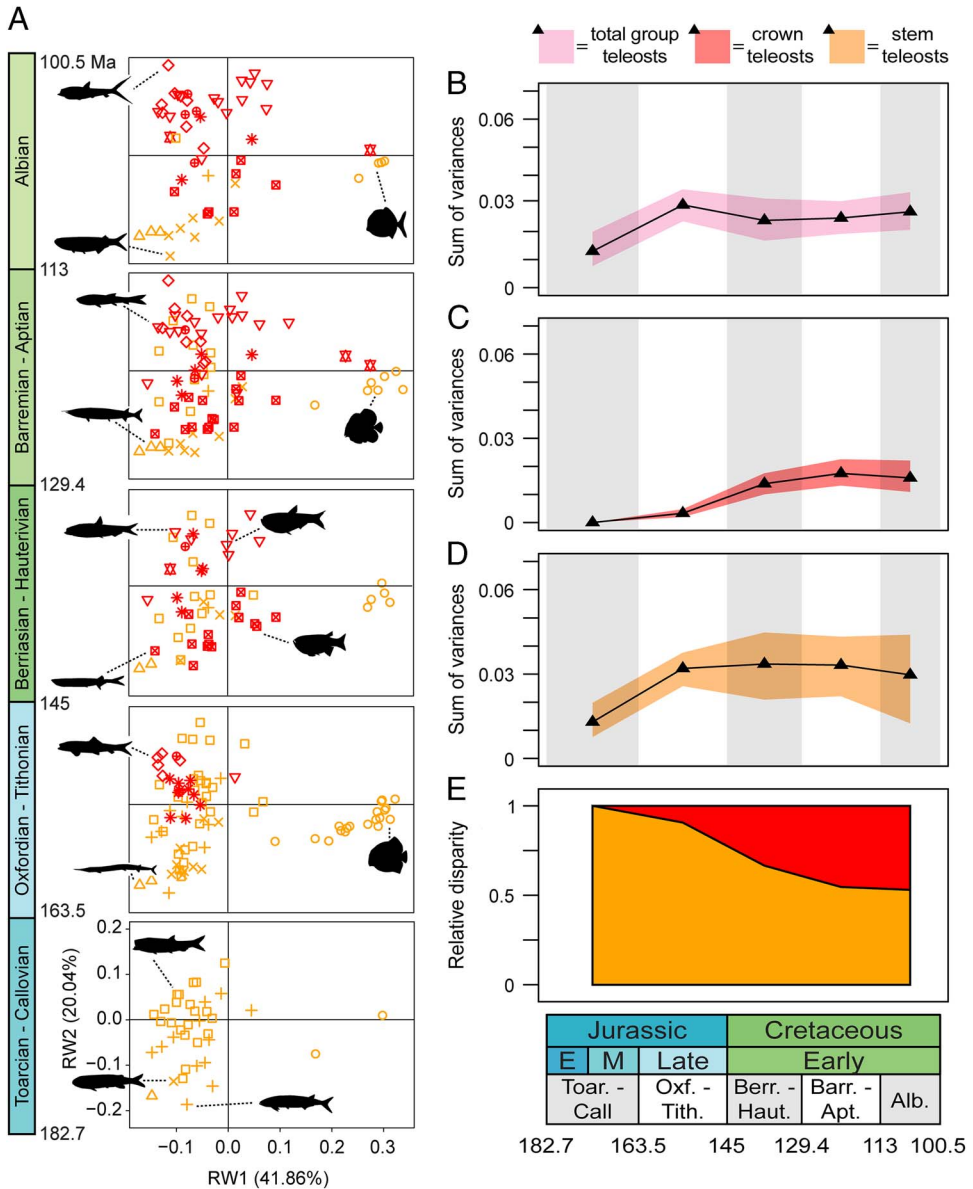 A
100.5 Ma
Albian
113
Barremian - Aptian
129.4
Berriasian - Hauterivian
145
Oxfordian - Tithonian
163.5
Toarcian - Callovian
182.7
RW2 (20.04%)
0.2
0.1
0.0
−0.1
−0.2
−0.1
0.0
0.1
0.2
0.3
RW1 (41.86%)
= total group
teleosts
= crown
teleosts
= stem
teleosts
B
Sum of variances
0.06
0.03
0
C
Sum of variances
0.06
0.03
0
D
Sum of variances
0.06
0.03
0
E
Relative disparity
1
0.5
0
Jurassic
Cretaceous
E
M
Late
Early
Toar. -
Call
Oxf. -
Tith.
Berr. -
Haut.
Barr. -
Apt.
Alb.
182.7
163.5
145
129.4
113
100.5